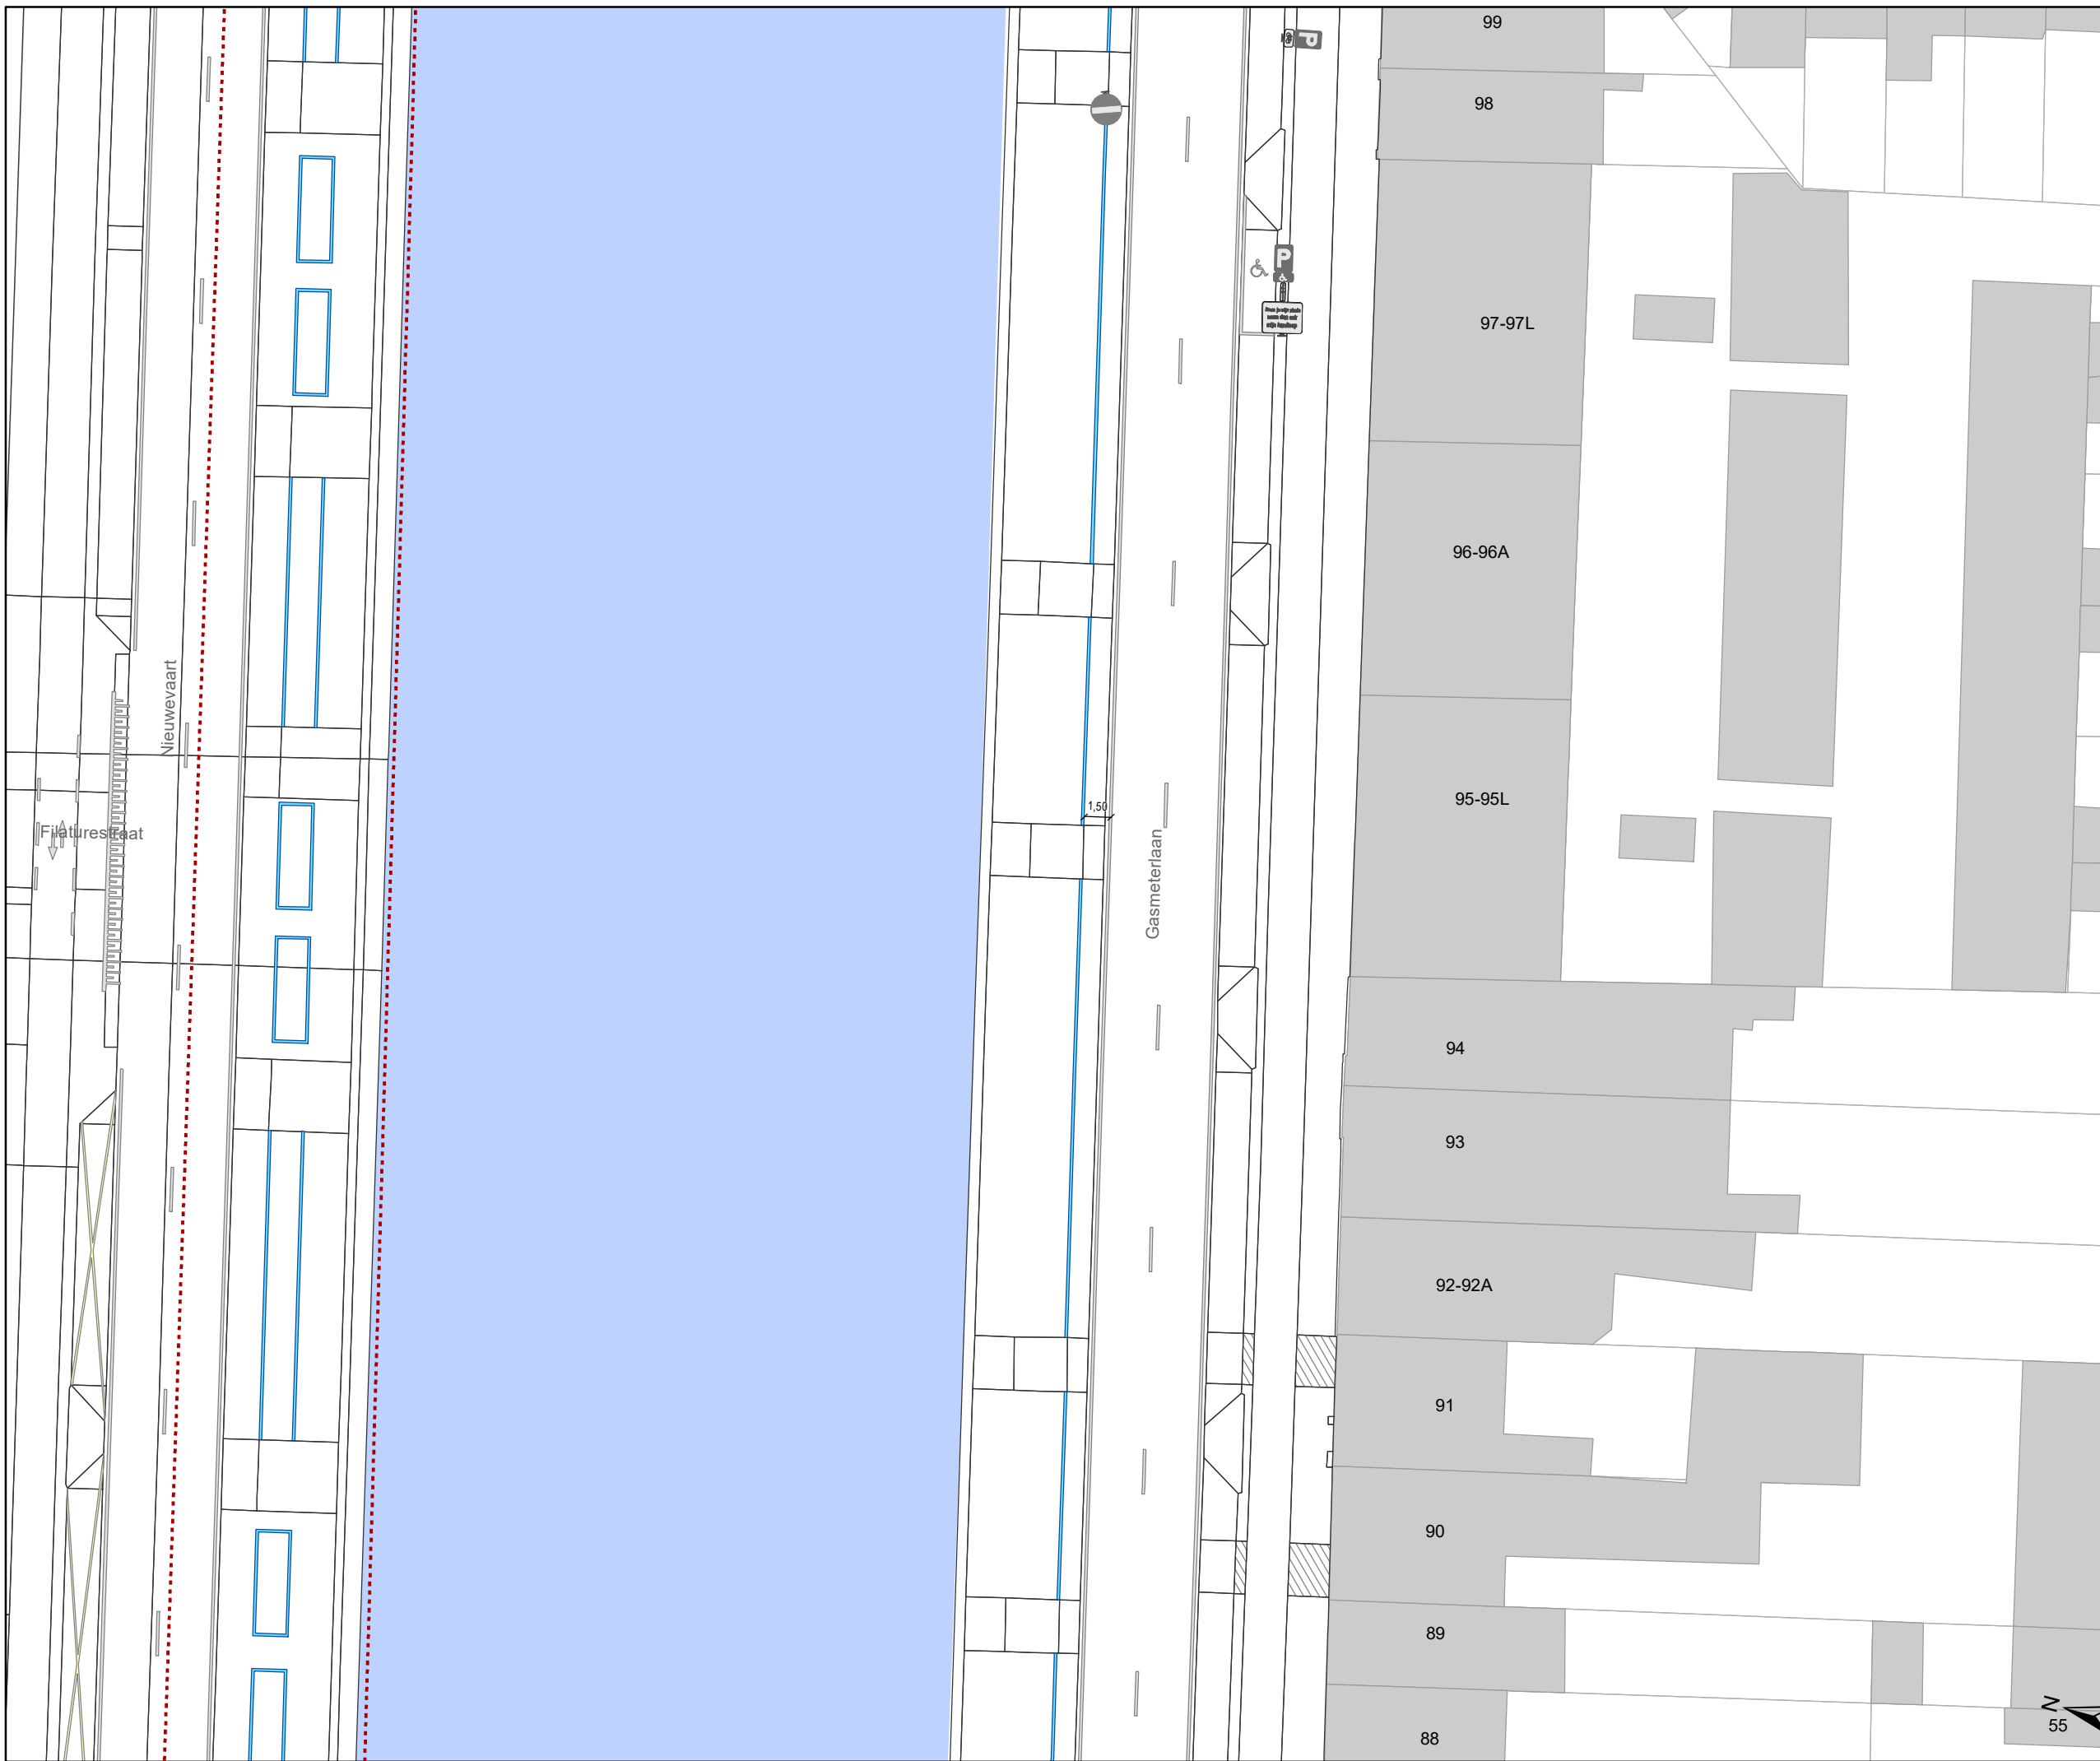 99
P
98
P
97-97L
96-96A
Nieuwevaart
95-95L
1,50
Filaturestraat
Gasmeterlaan
94
93
92-92A
91
90
89
N
55
88